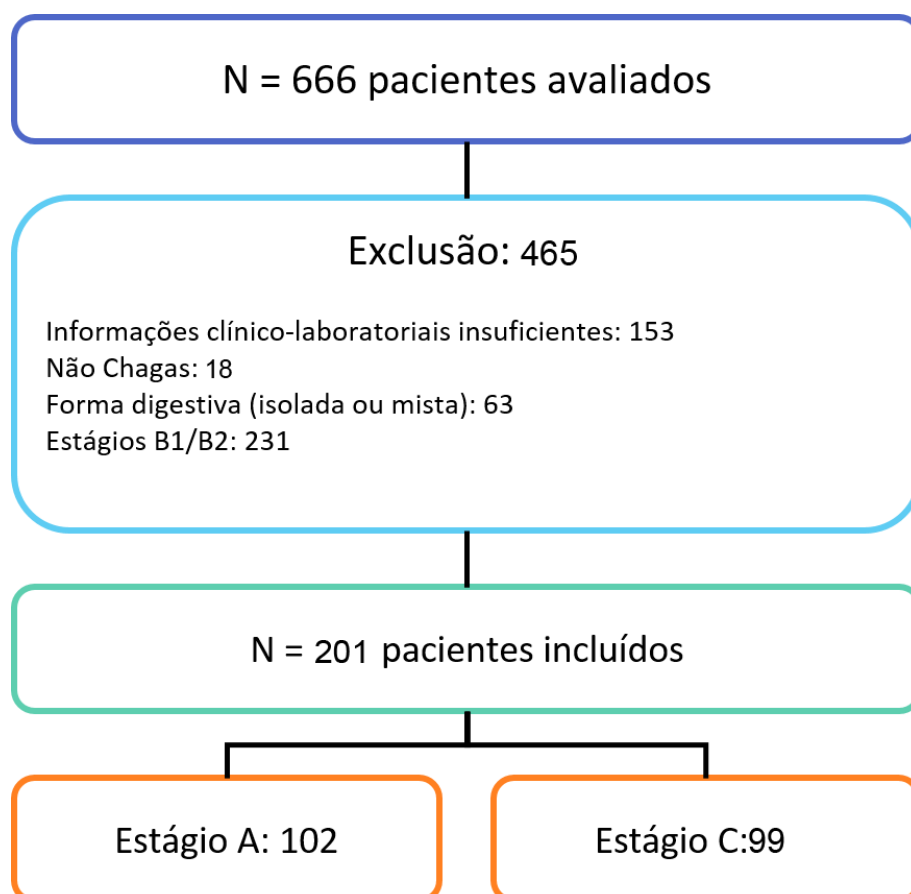 N = 666 pacientes avaliados
Exclusão: 465
Informações clínico-laboratoriais insuficientes: 153
Não Chagas: 18
Forma digestiva (isolada ou mista): 63
Estágios B1/B2: 231
N = 201 pacientes incluídos
Estágio A: 102
Estágio C:99